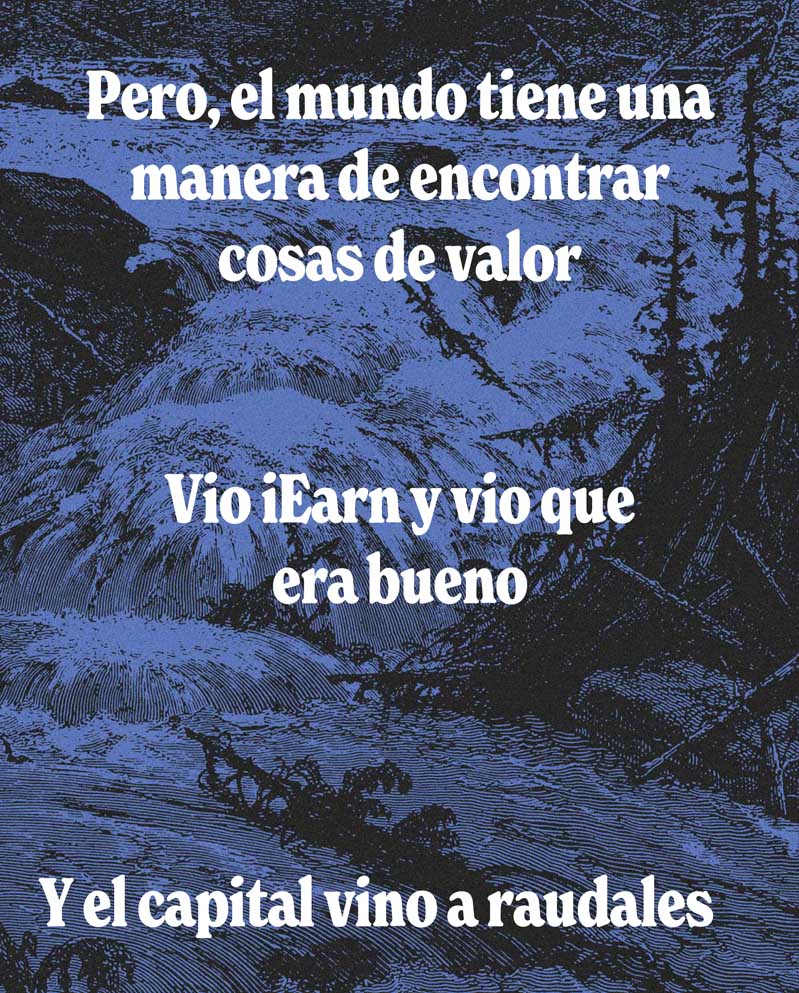 Pero, el mundo tiene una
manera de encontrar
cosas de valor
Vio iEarn y vio que
era bueno
Y el capital vino a raudales